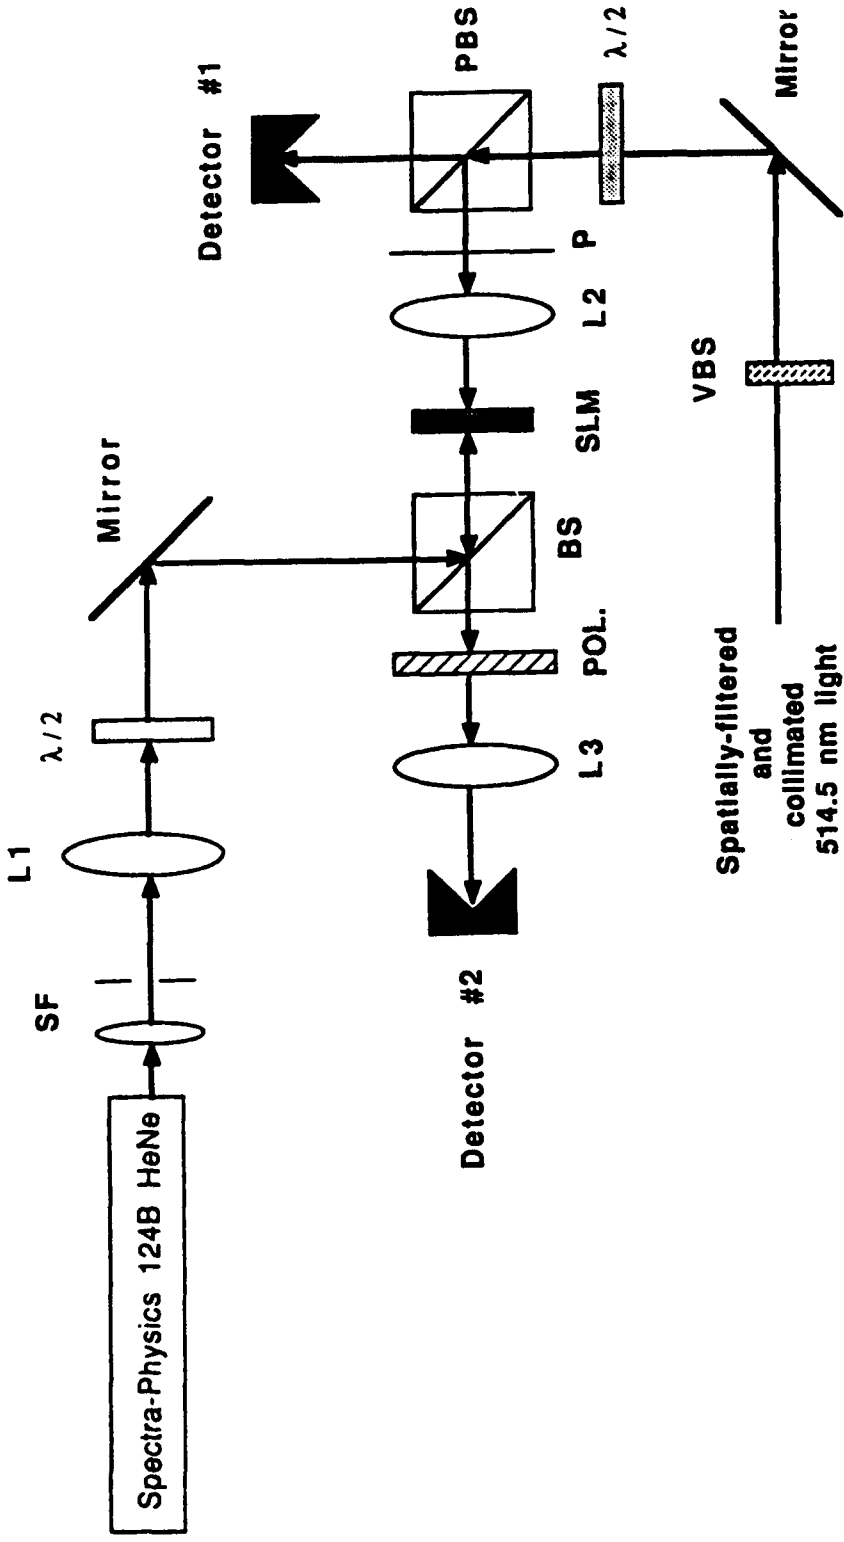 Spectra-Physics 124B HeNe
SF
L1
λ/2
Mirror
Detector #2
L3
POL.
BS
SLM
L2
P
PBS
Detector #1
Spatially-filtered
and
collimated
514.5 nm light
VBS
λ/2
Mirror